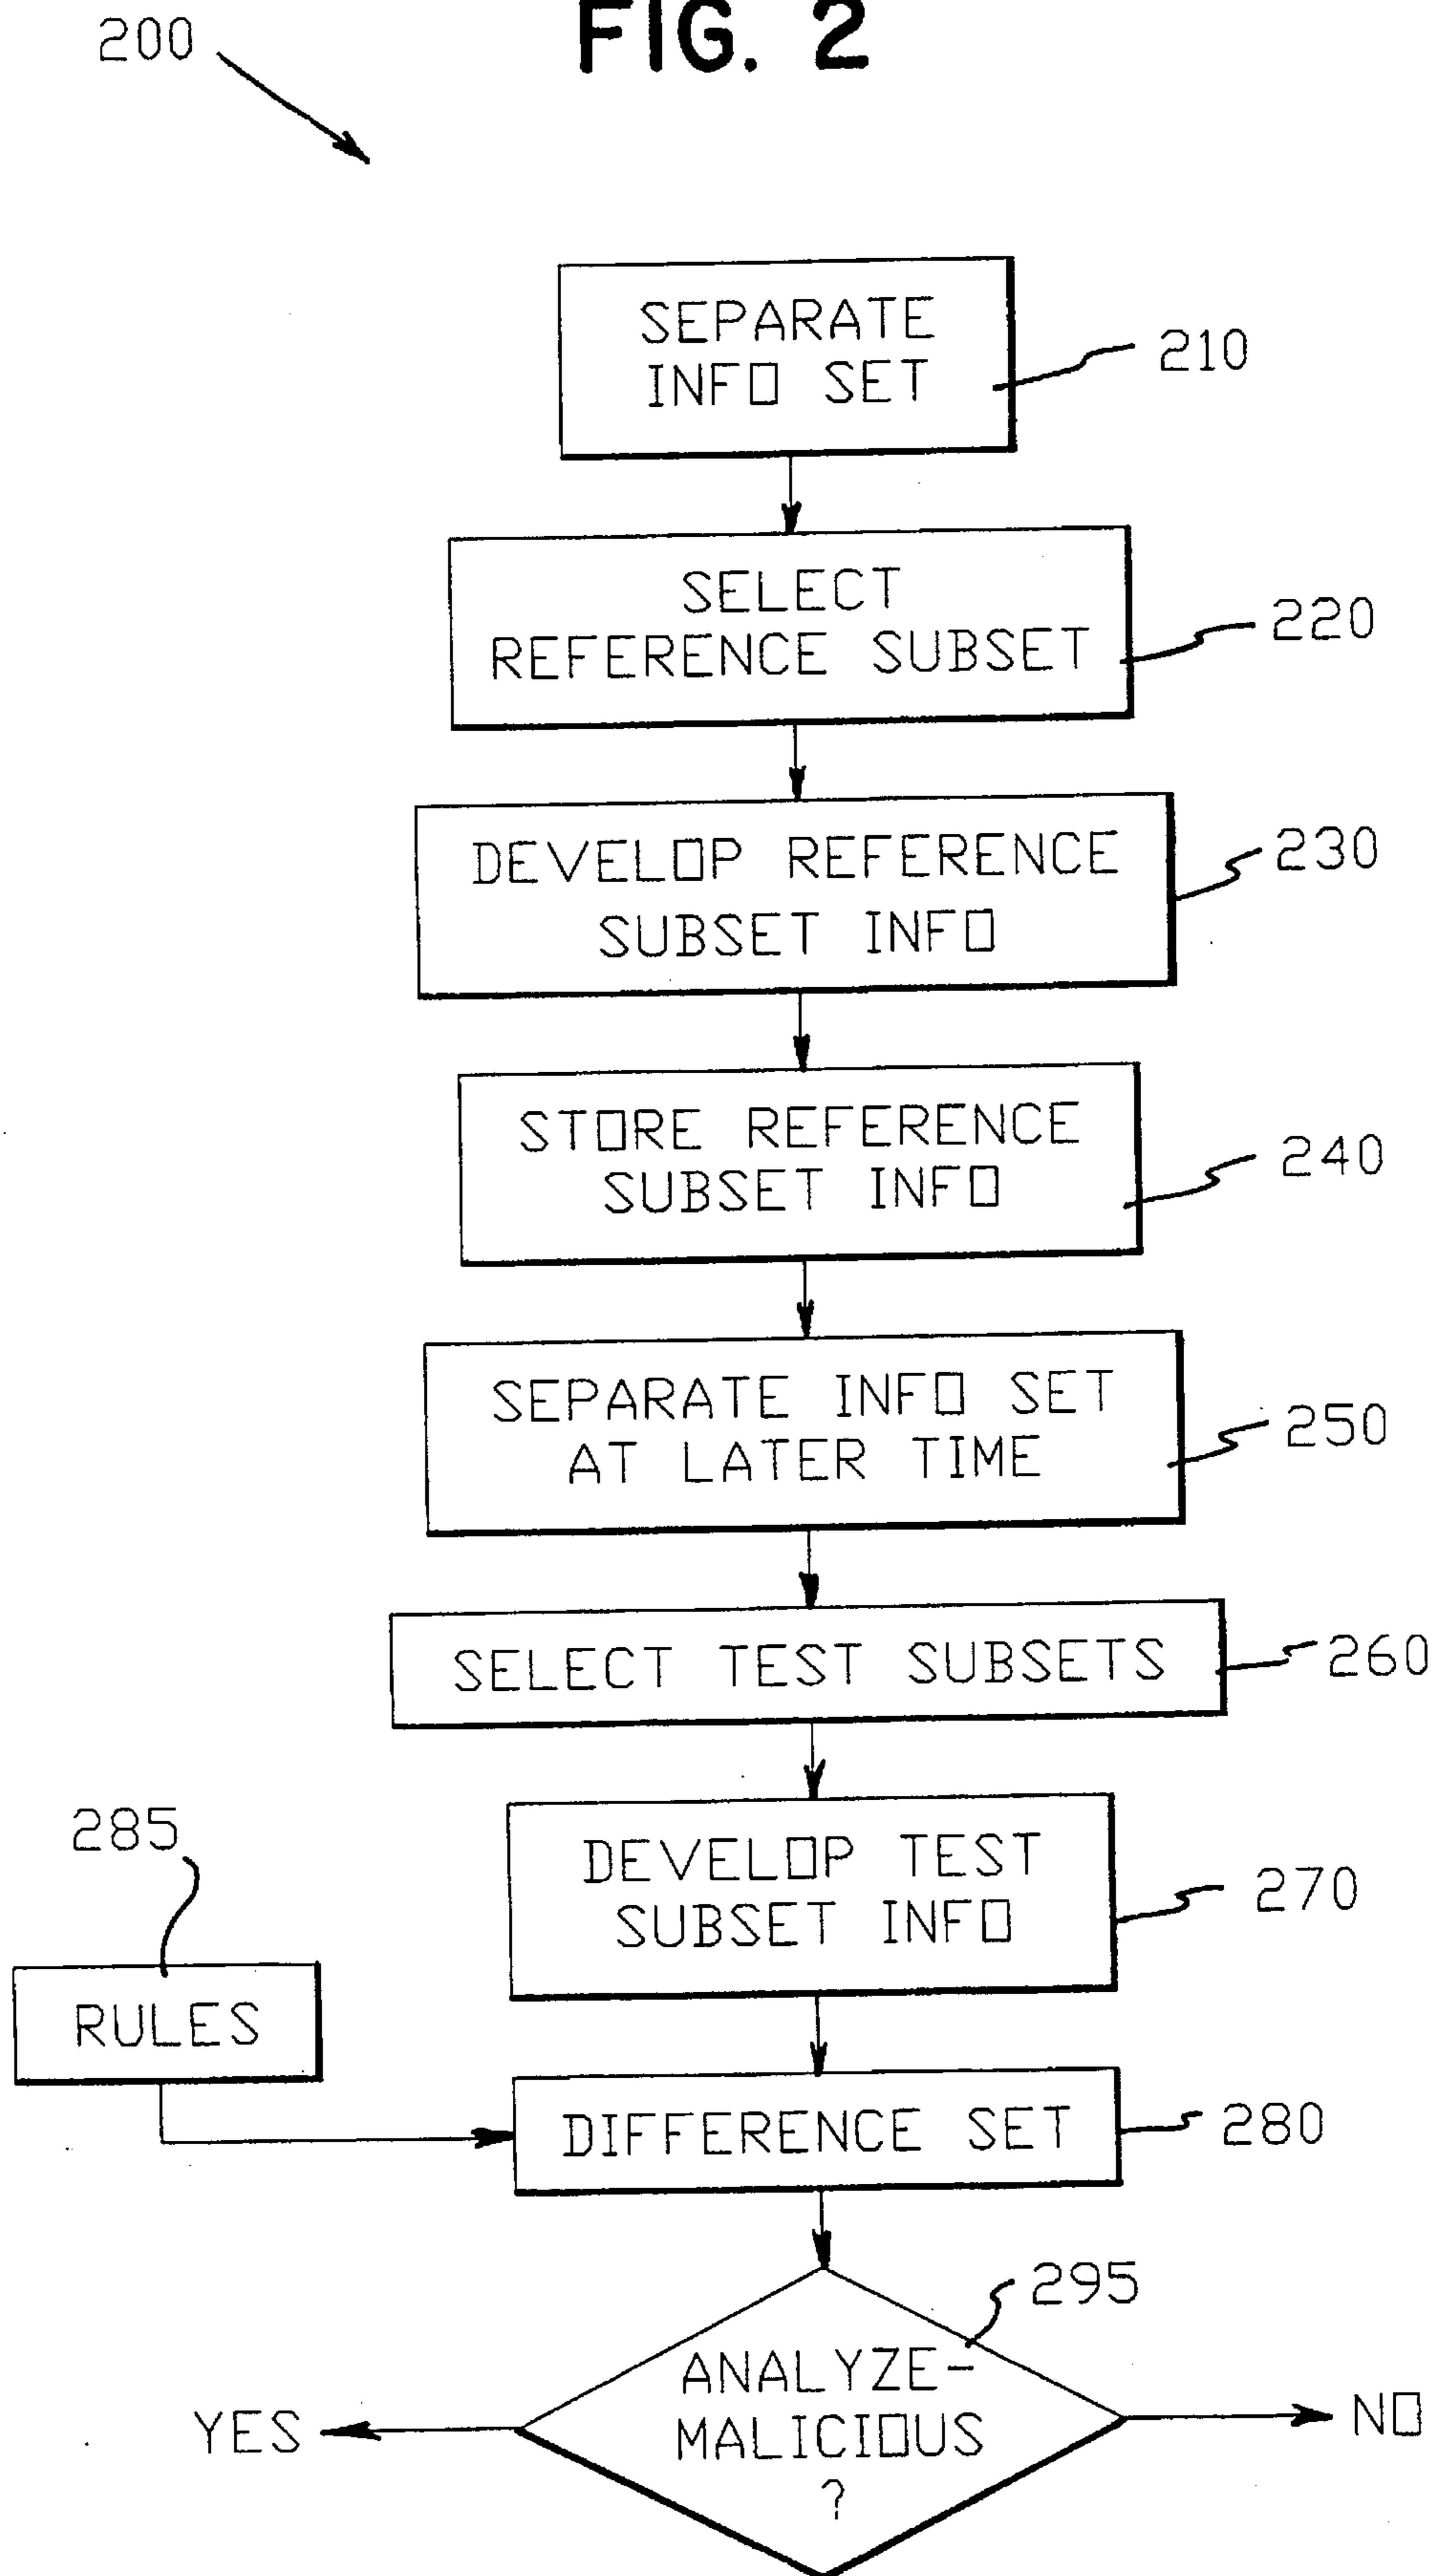 FIG. 2
200
SEPARATE
INFO SET
210
SELECT
REFERENCE SUBSET
220
DEVELOP REFERENCE
SUBSET INFO
230
STORE REFERENCE
SUBSET INFO
240
SEPARATE INFO SET
AT LATER TIME
250
SELECT TEST SUBSETS
260
DEVELOP TEST
SUBSET INFO
270
285
RULES
DIFFERENCE SET
280
295
ANALYZE-
MALICIOUS
?
YES
NO